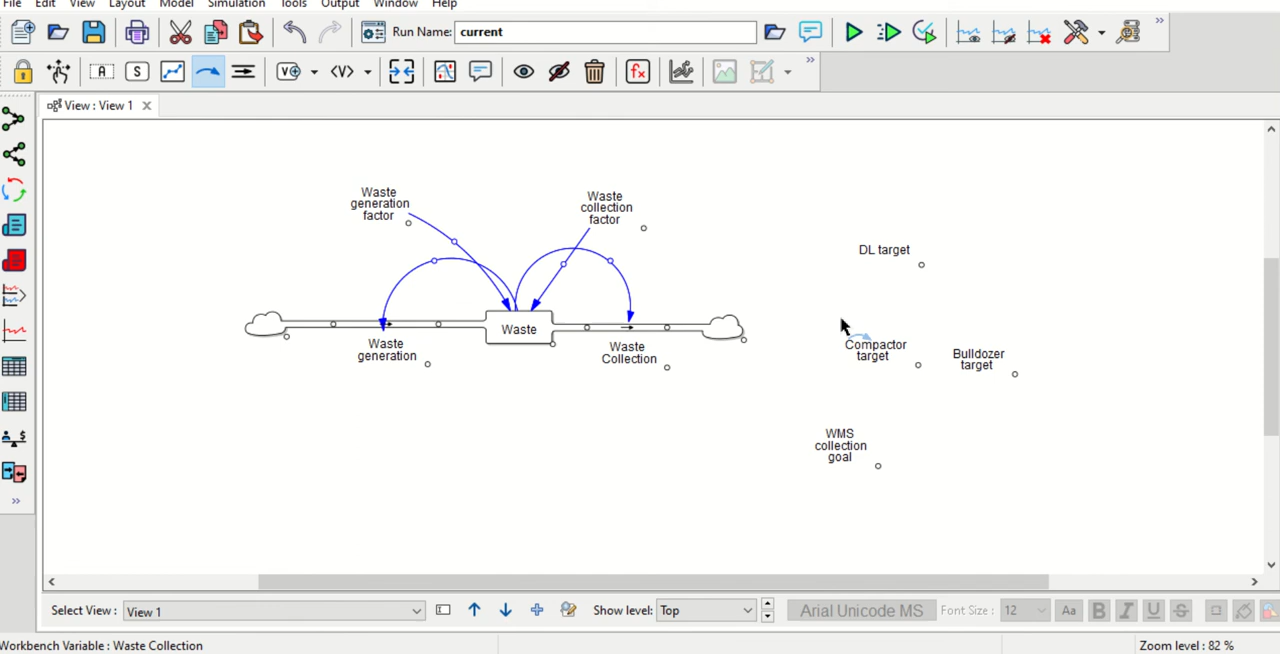 File Edit View Layout Model Simulation Tools Output Window Help
Run Name: current
A S V <V> fx
View : View 1
Waste
generation
factor
Waste
collection
factor
DL target
Waste
Waste
generation
Waste
Collection
Compactor
target
Bulldozer
target
WMS
collection
goal
Select View : View 1 Show level: Top Arial Unicode MS Font Size : 12 Aa B I U S
Workbench Variable : Waste Collection Zoom level : 82 %